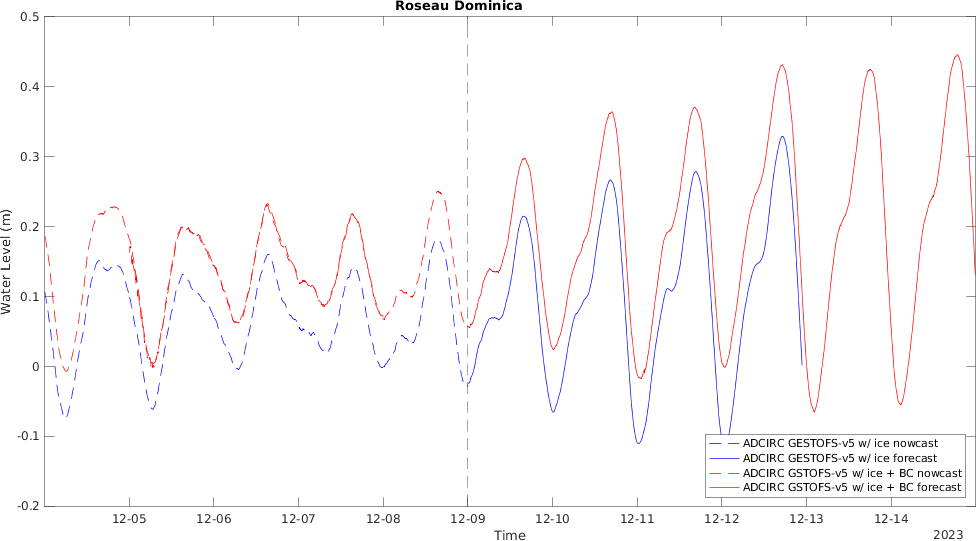 Roseau Dominica
0.5
0.4
0.3
0.2
0.1
0
-0.1
-0.2
Water Level (m)
ADCIRC GESTOFS-v5 w/ ice nowcast
ADCIRC GESTOFS-v5 w/ ice forecast
ADCIRC GSTOFS-v5 w/ ice + BC nowcast
ADCIRC GSTOFS-v5 w/ ice + BC forecast
12-05 12-06 12-07 12-08 12-09 12-10 12-11 12-12 12-13 12-14
Time
2023